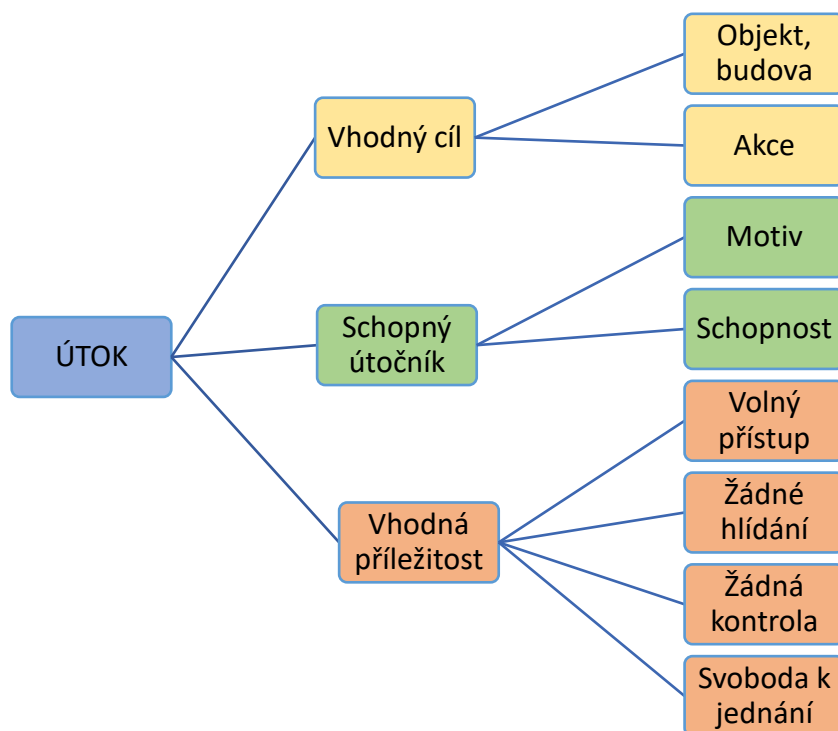 Objekt,
budova
Vhodný cíl
Akce
Motiv
ÚTOK
Schopný
útočník
Schopnost
Volný
přístup
Vhodná
příležitost
Žádné
hlídání
Žádná
kontrola
Svoboda k
jednání